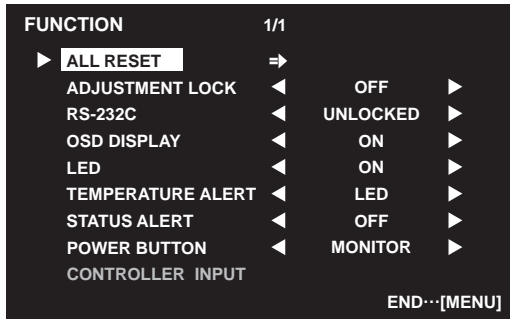 FUNCTION 1/1
ALL RESET
ADJUSTMENT LOCK OFF
RS-232C UNLOCKED
OSD DISPLAY ON
LED ON
TEMPERATURE ALERT LED
STATUS ALERT OFF
POWER BUTTON MONITOR
CONTROLLER INPUT
END···[MENU]